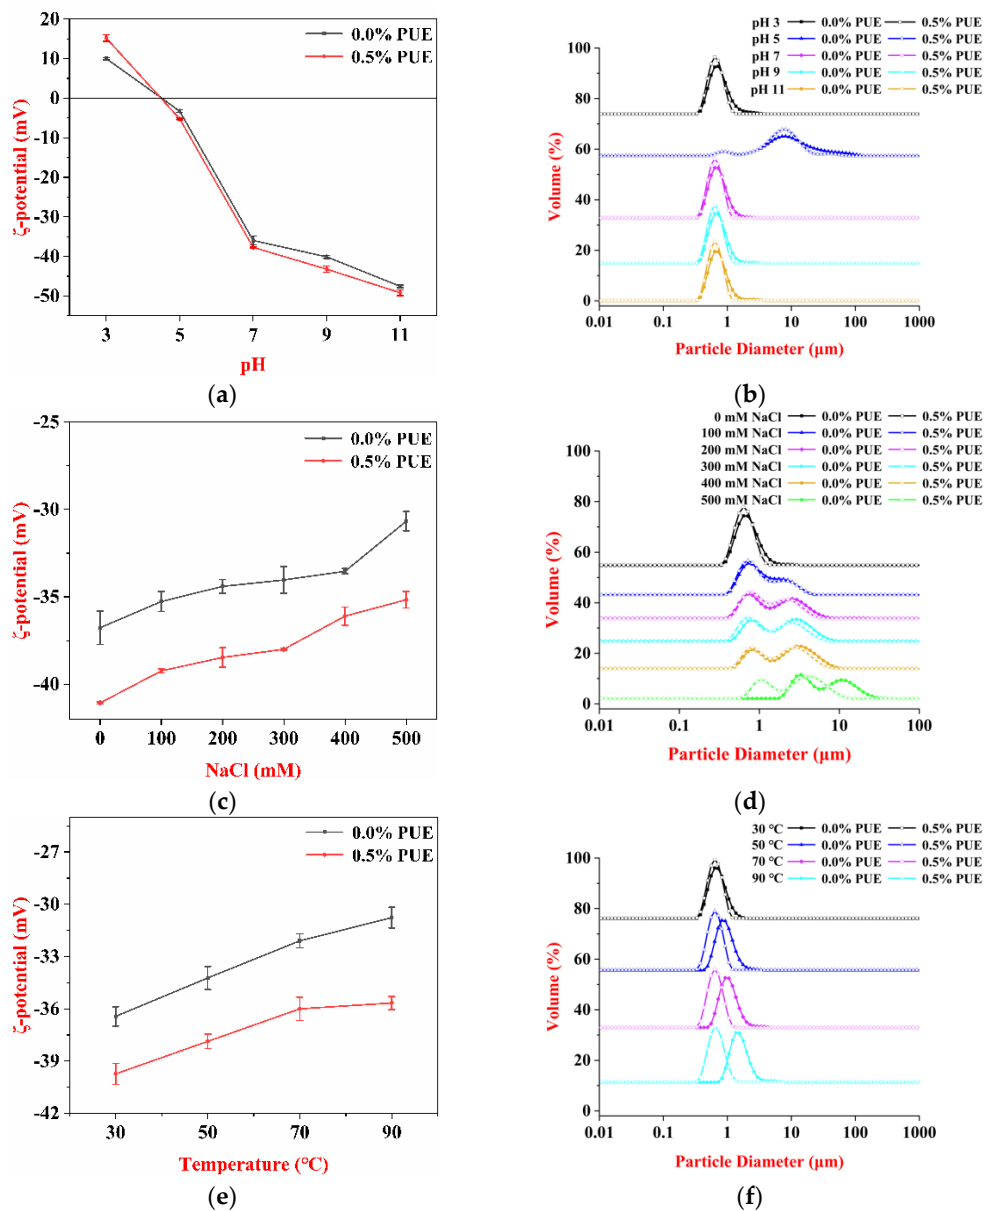 20
10
0
-10
-20
-30
-40
-50
ζ-potential (mV)
0.0% PUE
0.5% PUE
3 5 7 9 11
pH
(a)
pH 3 0.0% PUE 0.5% PUE
pH 5 0.0% PUE 0.5% PUE
pH 7 0.0% PUE 0.5% PUE
pH 9 0.0% PUE 0.5% PUE
pH 11 0.0% PUE 0.5% PUE
100
80
60
40
20
0
Volume (%)
0.01 0.1 1 10 100 1000
Particle Diameter (μm)
(b)
-25
-30
-35
-40
ζ-potential (mV)
0.0% PUE
0.5% PUE
0 100 200 300 400 500
NaCl (mM)
(c)
0 mM NaCl 0.0% PUE 0.5% PUE
100 mM NaCl 0.0% PUE 0.5% PUE
200 mM NaCl 0.0% PUE 0.5% PUE
300 mM NaCl 0.0% PUE 0.5% PUE
400 mM NaCl 0.0% PUE 0.5% PUE
500 mM NaCl 0.0% PUE 0.5% PUE
100
80
60
40
20
0
Volume (%)
0.01 0.1 1 10 100
Particle Diameter (μm)
(d)
-27
-30
-33
-36
-39
-42
ζ-potential (mV)
0.0% PUE
0.5% PUE
30 50 70 90
Temperature (℃)
(e)
30 ℃ 0.0% PUE 0.5% PUE
50 ℃ 0.0% PUE 0.5% PUE
70 ℃ 0.0% PUE 0.5% PUE
90 ℃ 0.0% PUE 0.5% PUE
100
80
60
40
20
0
Volume (%)
0.01 0.1 1 10 100 1000
Particle Diameter (μm)
(f)